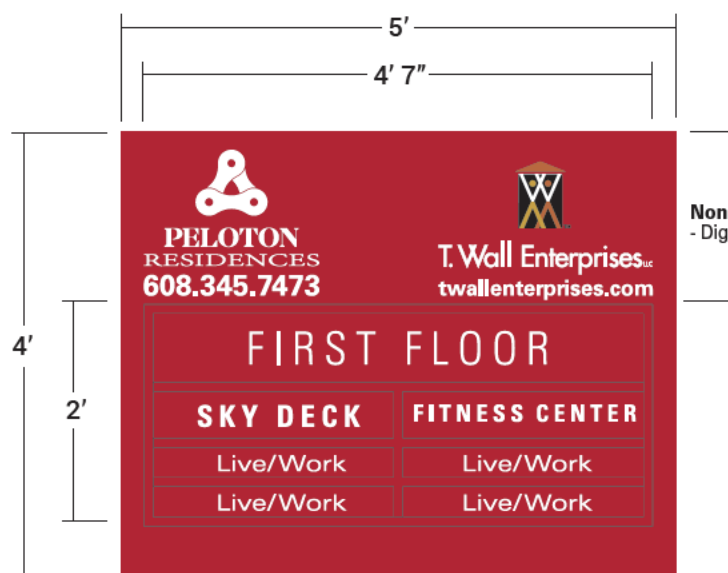 5'
4' 7"
4'
2'
PELOTON
RESIDENCES
608.345.7473
T. Wall Enterprises LLC
twallenterprises.com
Non
- Dig
FIRST FLOOR
SKY DECK
FITNESS CENTER
Live/Work
Live/Work
Live/Work
Live/Work